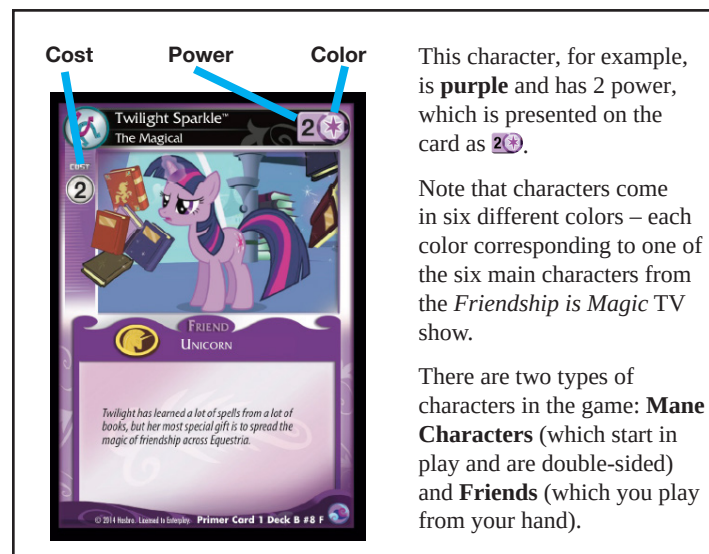 Cost Power Color
Twilight Sparkle™
The Magical
2
COST
2
FRIEND
UNICORN
Twilight has learned a lot of spells from a lot of
books, but her most special gift is to spread the
magic of friendship across Equestria.
© 2014 Hasbro. Licensed to Enterplay. Primer Card 1 Deck B #8 F
This character, for example,
is purple and has 2 power,
which is presented on the
card as 2.
Note that characters come
in six different colors – each
color corresponding to one of
the six main characters from
the Friendship is Magic TV
show.
There are two types of
characters in the game: Mane
Characters (which start in
play and are double-sided)
and Friends (which you play
from your hand).